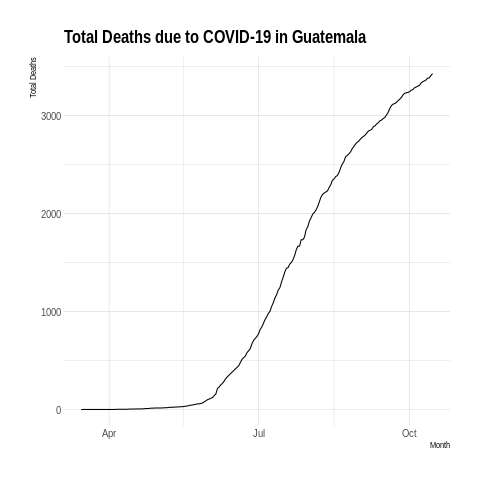 Total Deaths due to COVID-19 in Guatemala
Total Deaths
3000
2000
1000
0
Apr
Jul
Oct
Month